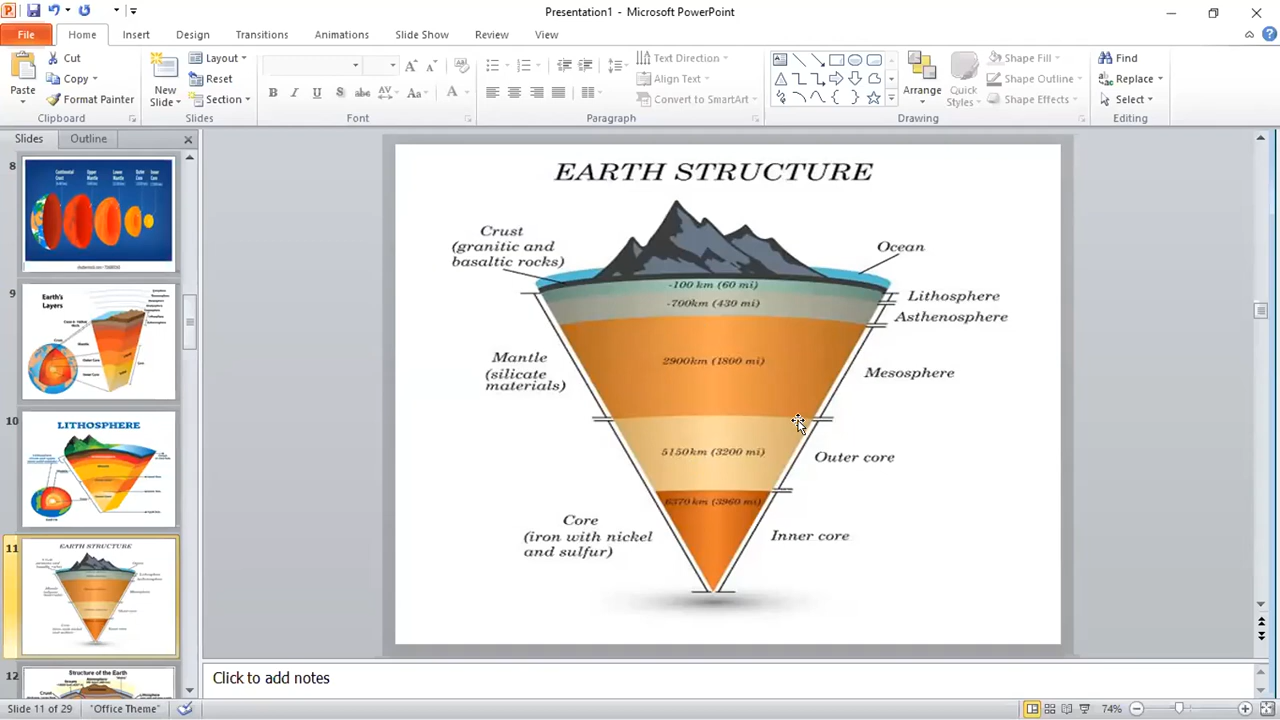 Presentation1 - Microsoft PowerPoint
File Home Insert Design Transitions Animations Slide Show Review View
Paste
Cut
Copy
Format Painter
Clipboard
New Slide
Layout
Reset
Section
Slides
B I U S abc AV Aa A
Font
Text Direction
Align Text
Convert to SmartArt
Paragraph
Arrange
Quick Styles
Shape Fill
Shape Outline
Shape Effects
Drawing
Find
Replace
Select
Editing
Slides Outline
8
9
Earth's
Layers
10
LITHOSPHERE
11
EARTH STRUCTURE
12
Structure of the Earth
Crust
EARTH STRUCTURE
Crust
(granitic and
basaltic rocks)
Ocean
-100 km (60 mi)
Lithosphere
-700km (430 mi)
Asthenosphere
Mantle
(silicate
materials)
2900km (1800 mi)
Mesosphere
5150km (3200 mi)
Outer core
6370km (3960 mi)
Core
(iron with nickel
and sulfur)
Inner core
Click to add notes
Slide 11 of 29 "Office Theme" 74%